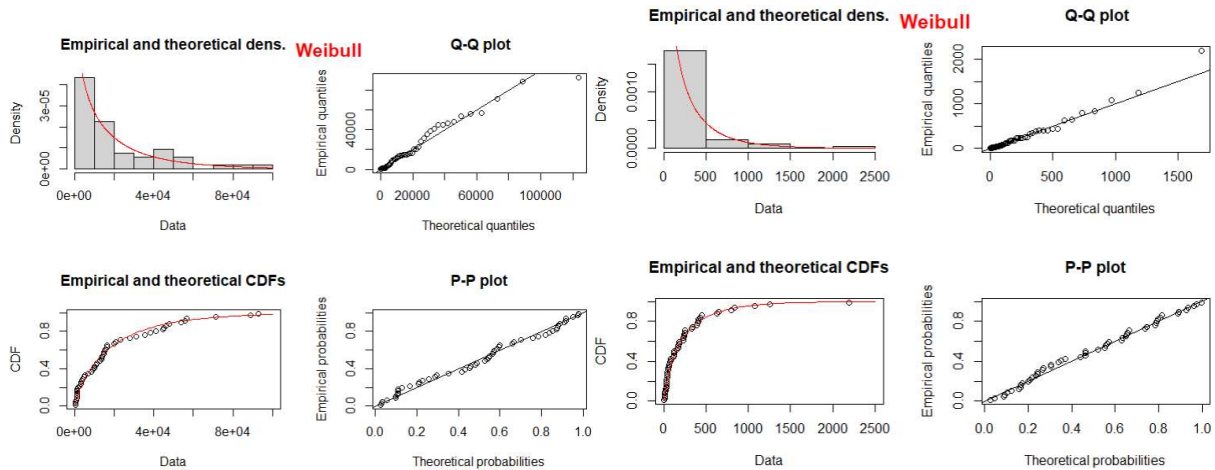 Empirical and theoretical dens.
Weibull
Q-Q plot
Density
0e+00
3e-05
0e+00
4e+04
8e+04
Data
Empirical quantiles
0
40000
0
20000
60000
100000
Theoretical quantiles
Empirical and theoretical CDFs
P-P plot
CDF
0.0
0.4
0.8
0e+00
4e+04
8e+04
Data
Empirical probabilities
0.0
0.4
0.8
0.0
0.2
0.4
0.6
0.8
1.0
Theoretical probabilities
Empirical and theoretical dens.
Weibull
Q-Q plot
Density
0.0000
0.0010
0
500
1000
1500
2000
2500
Data
Empirical quantiles
0
1000
2000
0
500
1000
1500
Theoretical quantiles
Empirical and theoretical CDFs
P-P plot
CDF
0.0
0.4
0.8
0
500
1000
1500
2000
2500
Data
Empirical probabilities
0.0
0.4
0.8
0.0
0.2
0.4
0.6
0.8
1.0
Theoretical probabilities